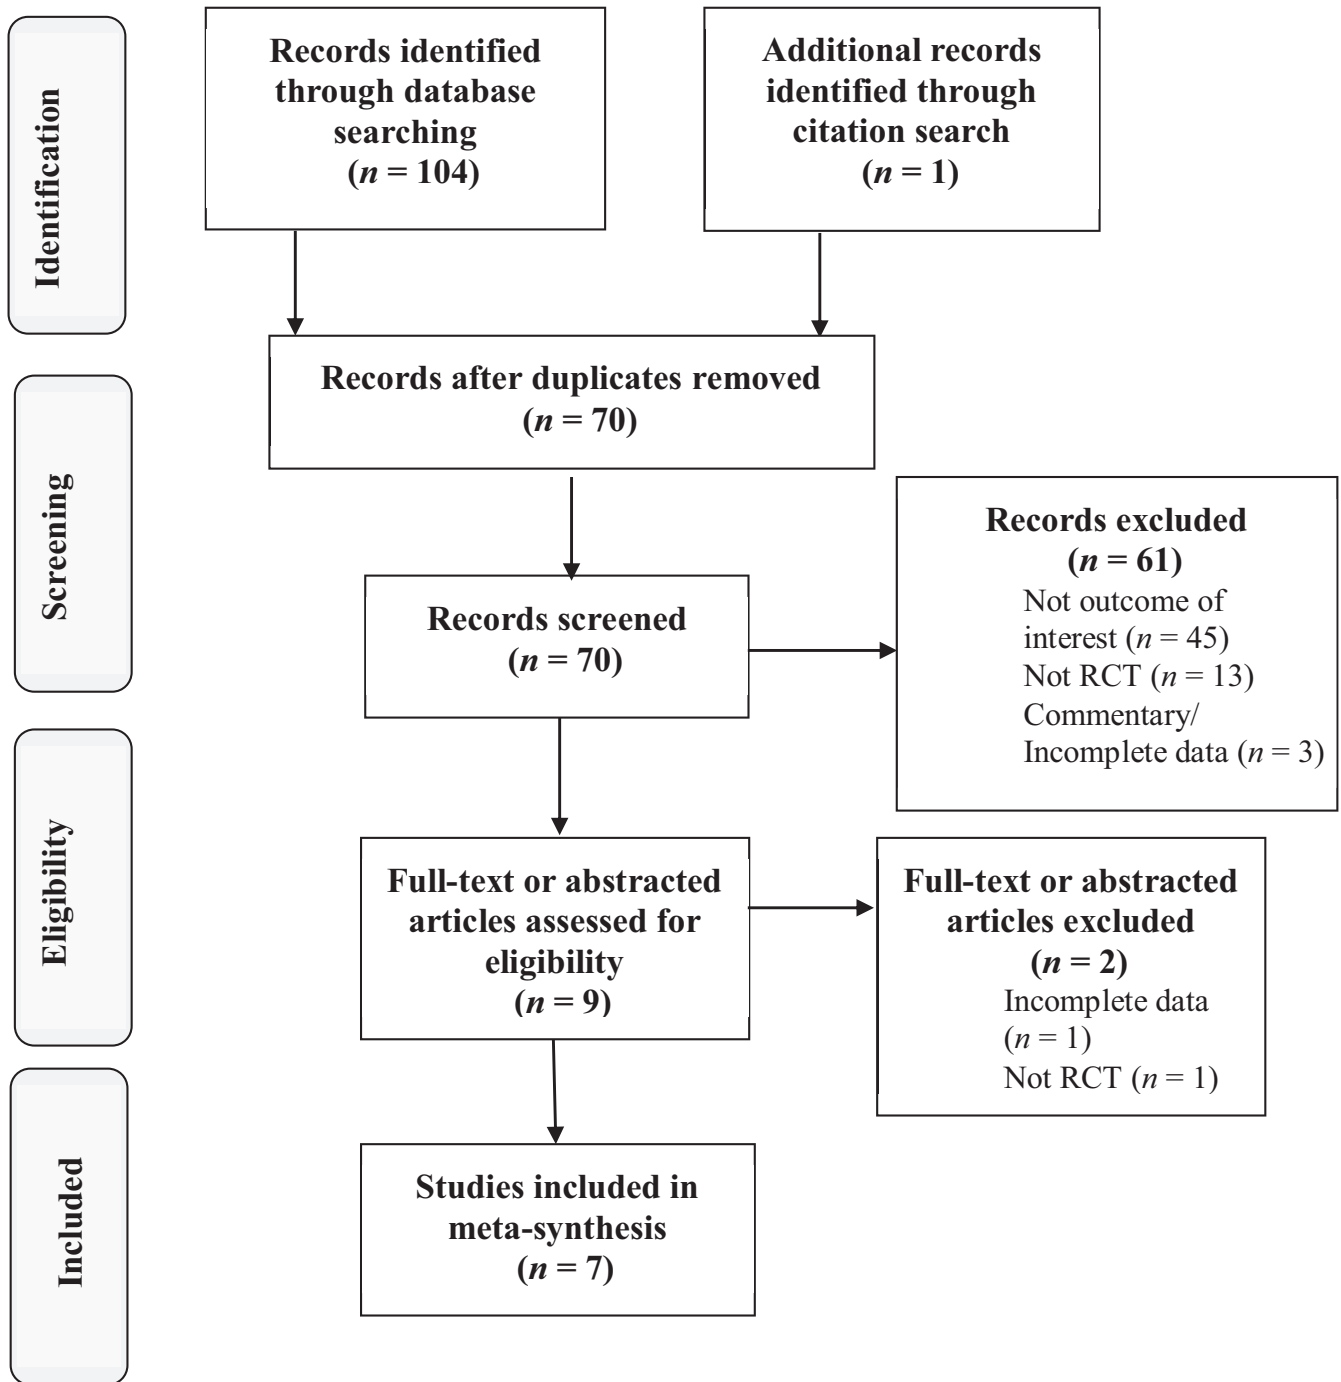 Identification
Records identified
through database
searching
(n = 104)
Additional records
identified through
citation search
(n = 1)
Records after duplicates removed
(n = 70)
Screening
Records screened
(n = 70)
Records excluded
(n = 61)
Not outcome of
interest (n = 45)
Not RCT (n = 13)
Commentary/
Incomplete data (n = 3)
Eligibility
Full-text or abstracted
articles assessed for
eligibility
(n = 9)
Full-text or abstracted
articles excluded
(n = 2)
Incomplete data
(n = 1)
Not RCT (n = 1)
Included
Studies included in
meta-synthesis
(n = 7)